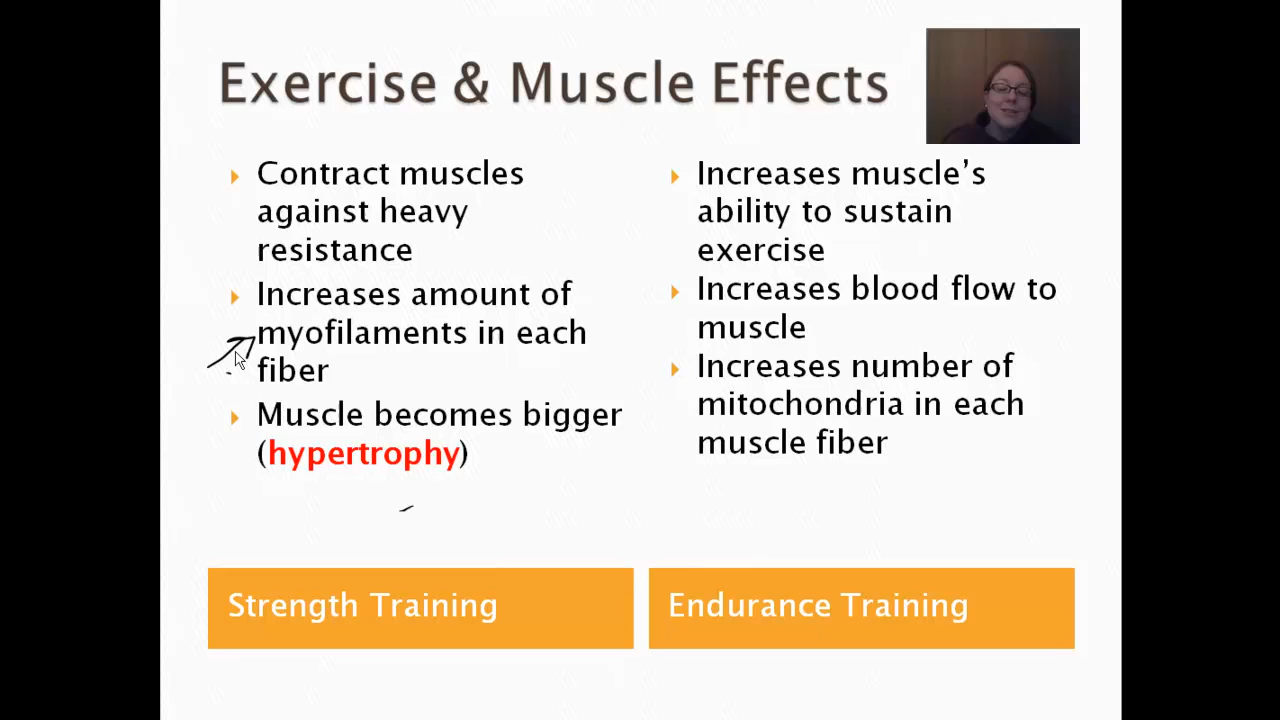 Exercise & Muscle Effects
Contract muscles
against heavy
resistance
Increases amount of
myofilaments in each
fiber
Muscle becomes bigger
(hypertrophy)
Strength Training
Increases muscle’s
ability to sustain
exercise
Increases blood flow to
muscle
Increases number of
mitochondria in each
muscle fiber
Endurance Training